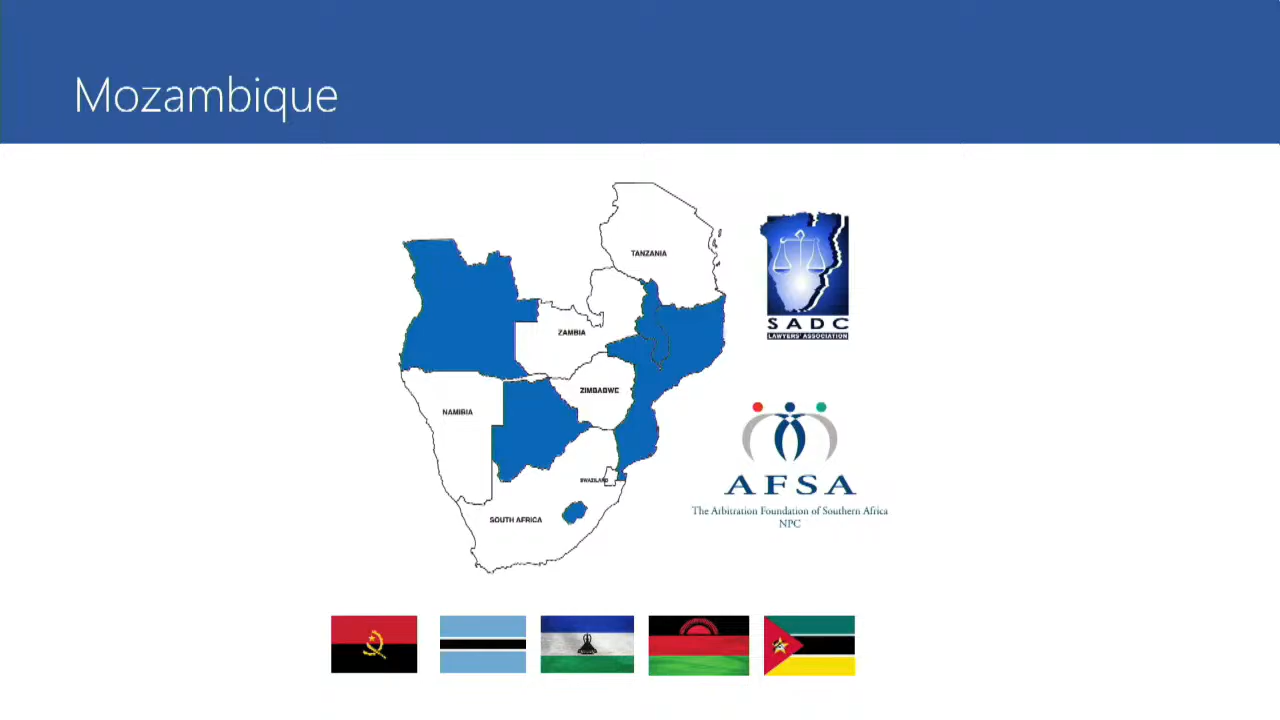 Mozambique
TANZANIA
ZAMBIA
ZIMBABWE
NAMIBIA
SWAZILAND
SOUTH AFRICA
SADC
LAWYERS' ASSOCIATION
AFSA
The Arbitration Foundation of Southern Africa
NPC